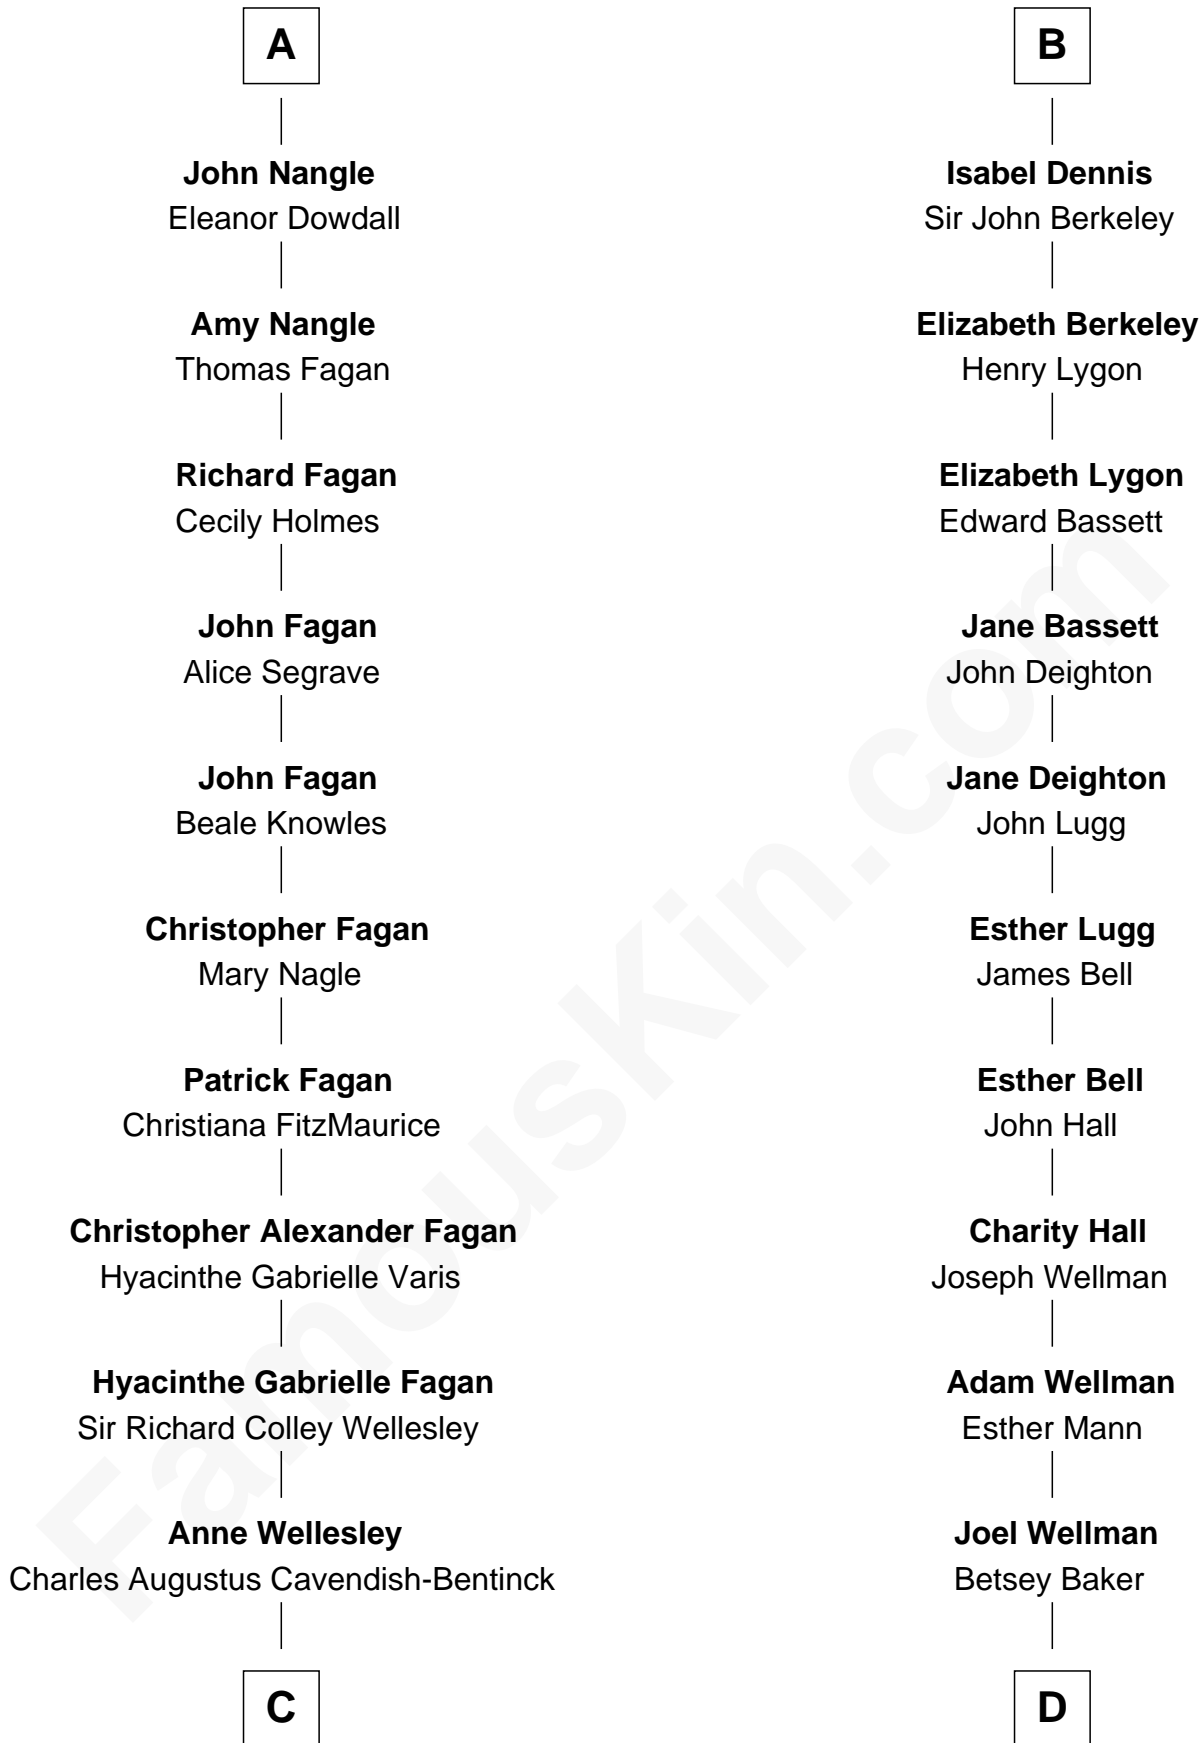 A
John Nangle
Eleanor Dowdall
Amy Nangle
Thomas Fagan
Richard Fagan
Cecily Holmes
John Fagan
Alice Segrave
John Fagan
Beale Knowles
Christopher Fagan
Mary Nagle
Patrick Fagan
Christiana FitzMaurice
Christopher Alexander Fagan
Hyacinthe Gabrielle Varis
Hyacinthe Gabrielle Fagan
Sir Richard Colley Wellesley
Anne Wellesley
Charles Augustus Cavendish-Bentinck
C
B
Isabel Dennis
Sir John Berkeley
Elizabeth Berkeley
Henry Lygon
Elizabeth Lygon
Edward Bassett
Jane Bassett
John Deighton
Jane Deighton
John Lugg
Esther Lugg
James Bell
Esther Bell
John Hall
Charity Hall
Joseph Wellman
Adam Wellman
Esther Mann
Joel Wellman
Betsey Baker
D
FamousKin.com